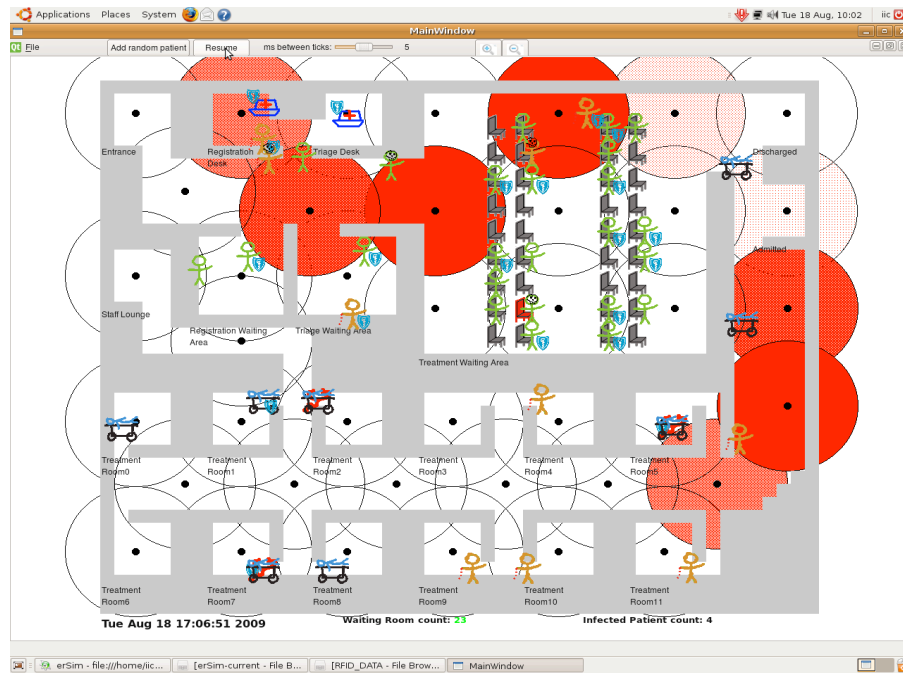 Applications Places System
Tue 18 Aug, 10:02 iic
MainWindow
File
Add random patient
Resume
ms between ticks:
5
Entrance
Registration
Desk
Triage Desk
Discharged
Admitted
Staff Lounge
Registration Waiting
Area
Triage Waiting Area
Treatment Waiting Area
Treatment
Room0
Treatment
Room1
Treatment
Room2
Treatment
Room3
Treatment
Room4
Treatment
Room5
Treatment
Room6
Treatment
Room7
Treatment
Room8
Treatment
Room9
Treatment
Room10
Treatment
Room11
Tue Aug 18 17:06:51 2009
Waiting Room count: 23
Infected Patient count: 4
erSim - file:///home/iic...
[erSim-current - File B...
[RFID_DATA - File Brow...
MainWindow